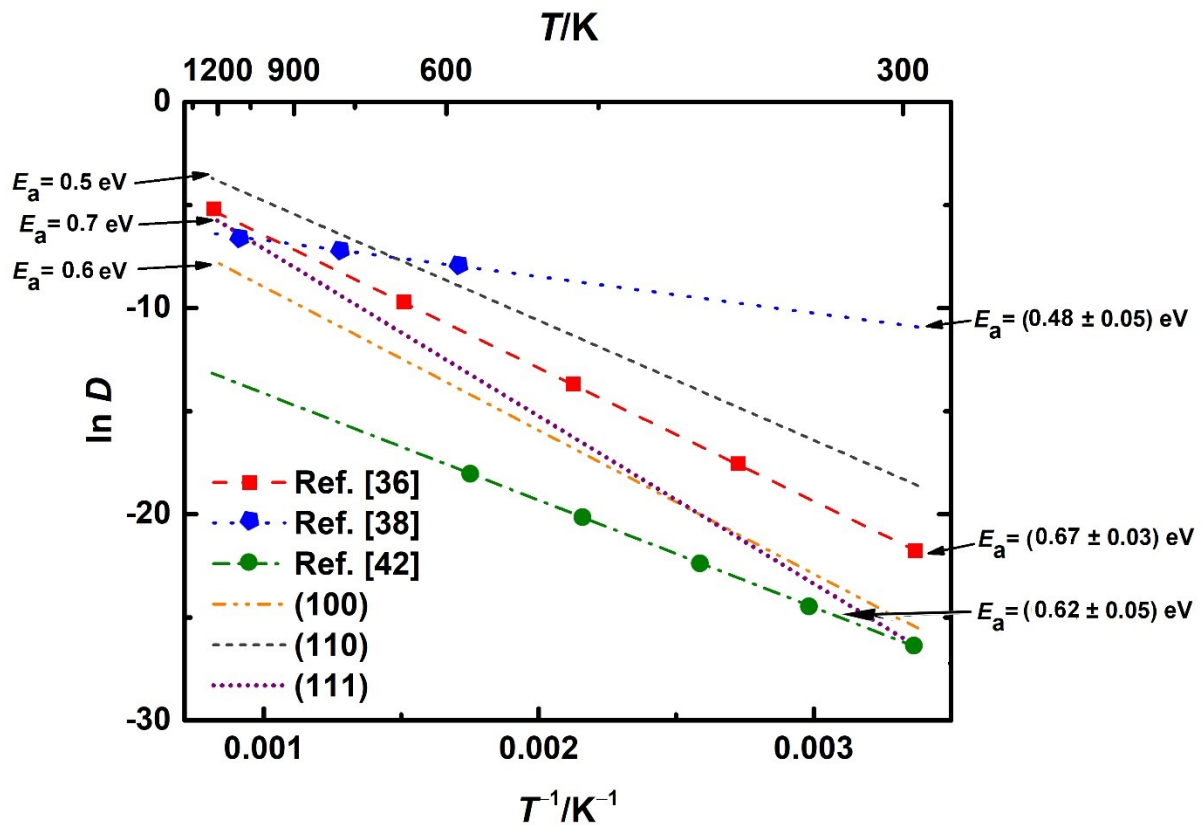 T/K
1200 900 600 300
0
Eₐ= 0.5 eV
Eₐ= 0.7 eV
Eₐ= 0.6 eV
-10
Eₐ= (0.48 ± 0.05) eV
ln D
Ref. [36]
Ref. [38]
Ref. [42]
(100)
(110)
(111)
-20
Eₐ= (0.67 ± 0.03) eV
Eₐ= (0.62 ± 0.05) eV
-30
0.001 0.002 0.003
T⁻¹/K⁻¹